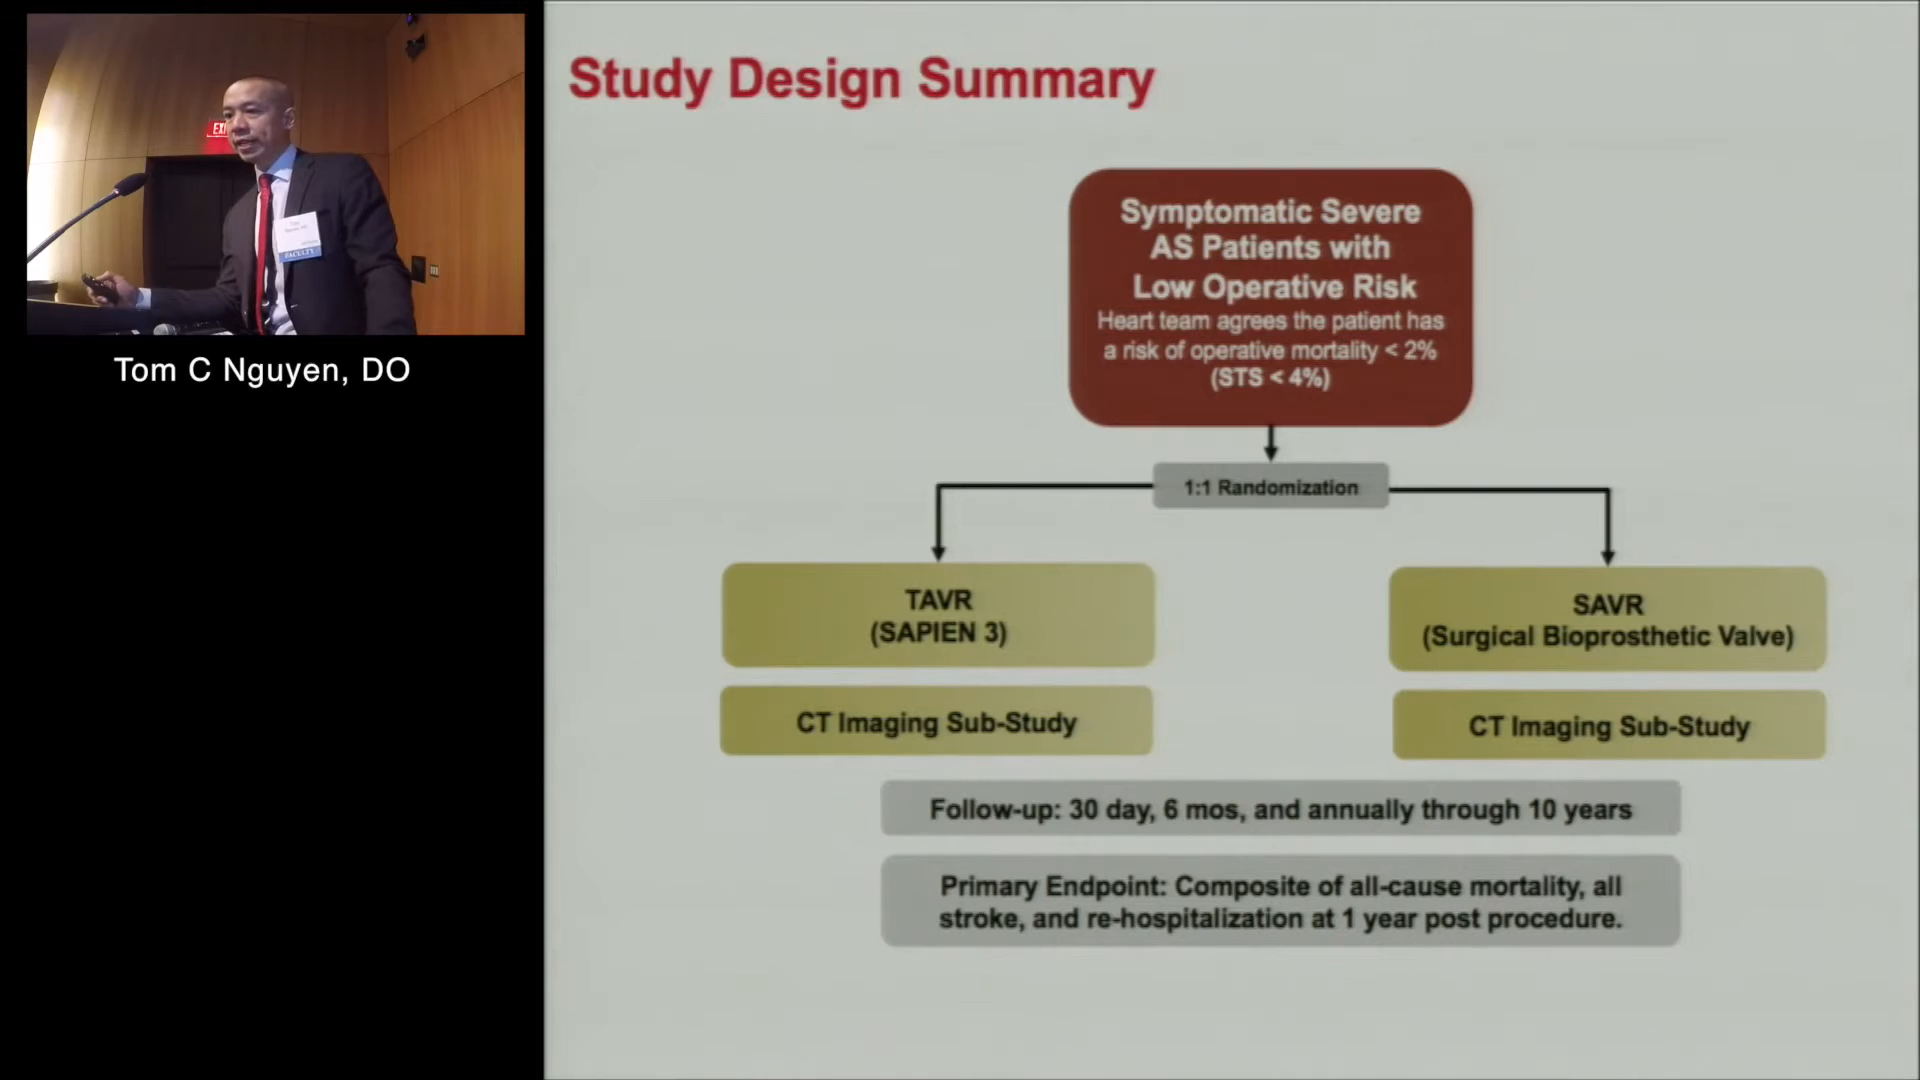 Study Design Summary
EXI
FACULTY
Tom C Nguyen, DO
Symptomatic Severe
AS Patients with
Low Operative Risk
Heart team agrees the patient has
a risk of operative mortality < 2%
(STS < 4%)
1:1 Randomization
TAVR
(SAPIEN 3)
SAVR
(Surgical Bioprosthetic Valve)
CT Imaging Sub-Study
CT Imaging Sub-Study
Follow-up: 30 day, 6 mos, and annually through 10 years
Primary Endpoint: Composite of all-cause mortality, all
stroke, and re-hospitalization at 1 year post procedure.